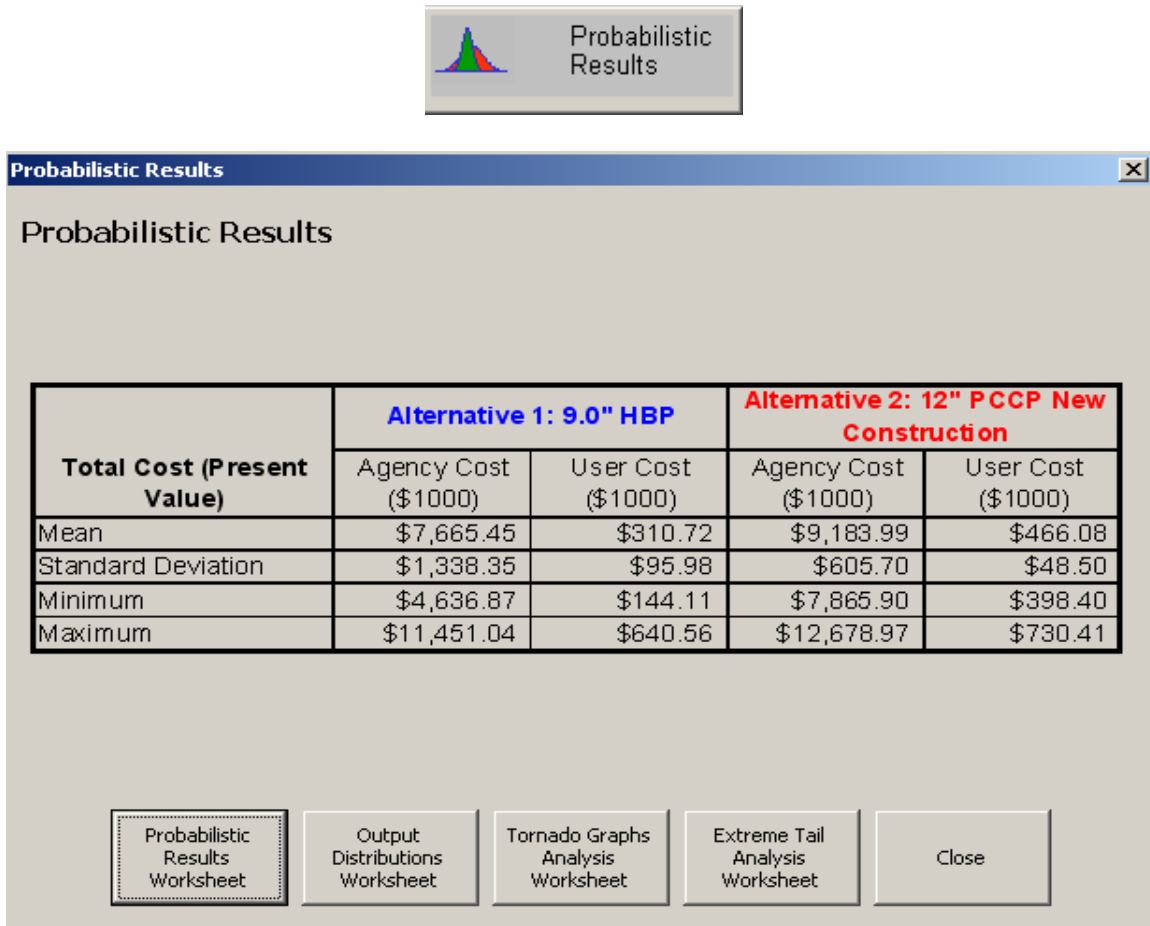 Probabilistic
Results
Probabilistic Results
Probabilistic Results
Total Cost (Present
Value)
Alternative 1: 9.0" HBP
Alternative 2: 12" PCCP New
Construction
Agency Cost
($1000)
User Cost
($1000)
Agency Cost
($1000)
User Cost
($1000)
Mean $7,665.45 $310.72 $9,183.99 $466.08
Standard Deviation $1,338.35 $95.98 $605.70 $48.50
Minimum $4,636.87 $144.11 $7,865.90 $398.40
Maximum $11,451.04 $640.56 $12,678.97 $730.41
Probabilistic
Results
Worksheet
Output
Distributions
Worksheet
Tornado Graphs
Analysis
Worksheet
Extreme Tail
Analysis
Worksheet
Close